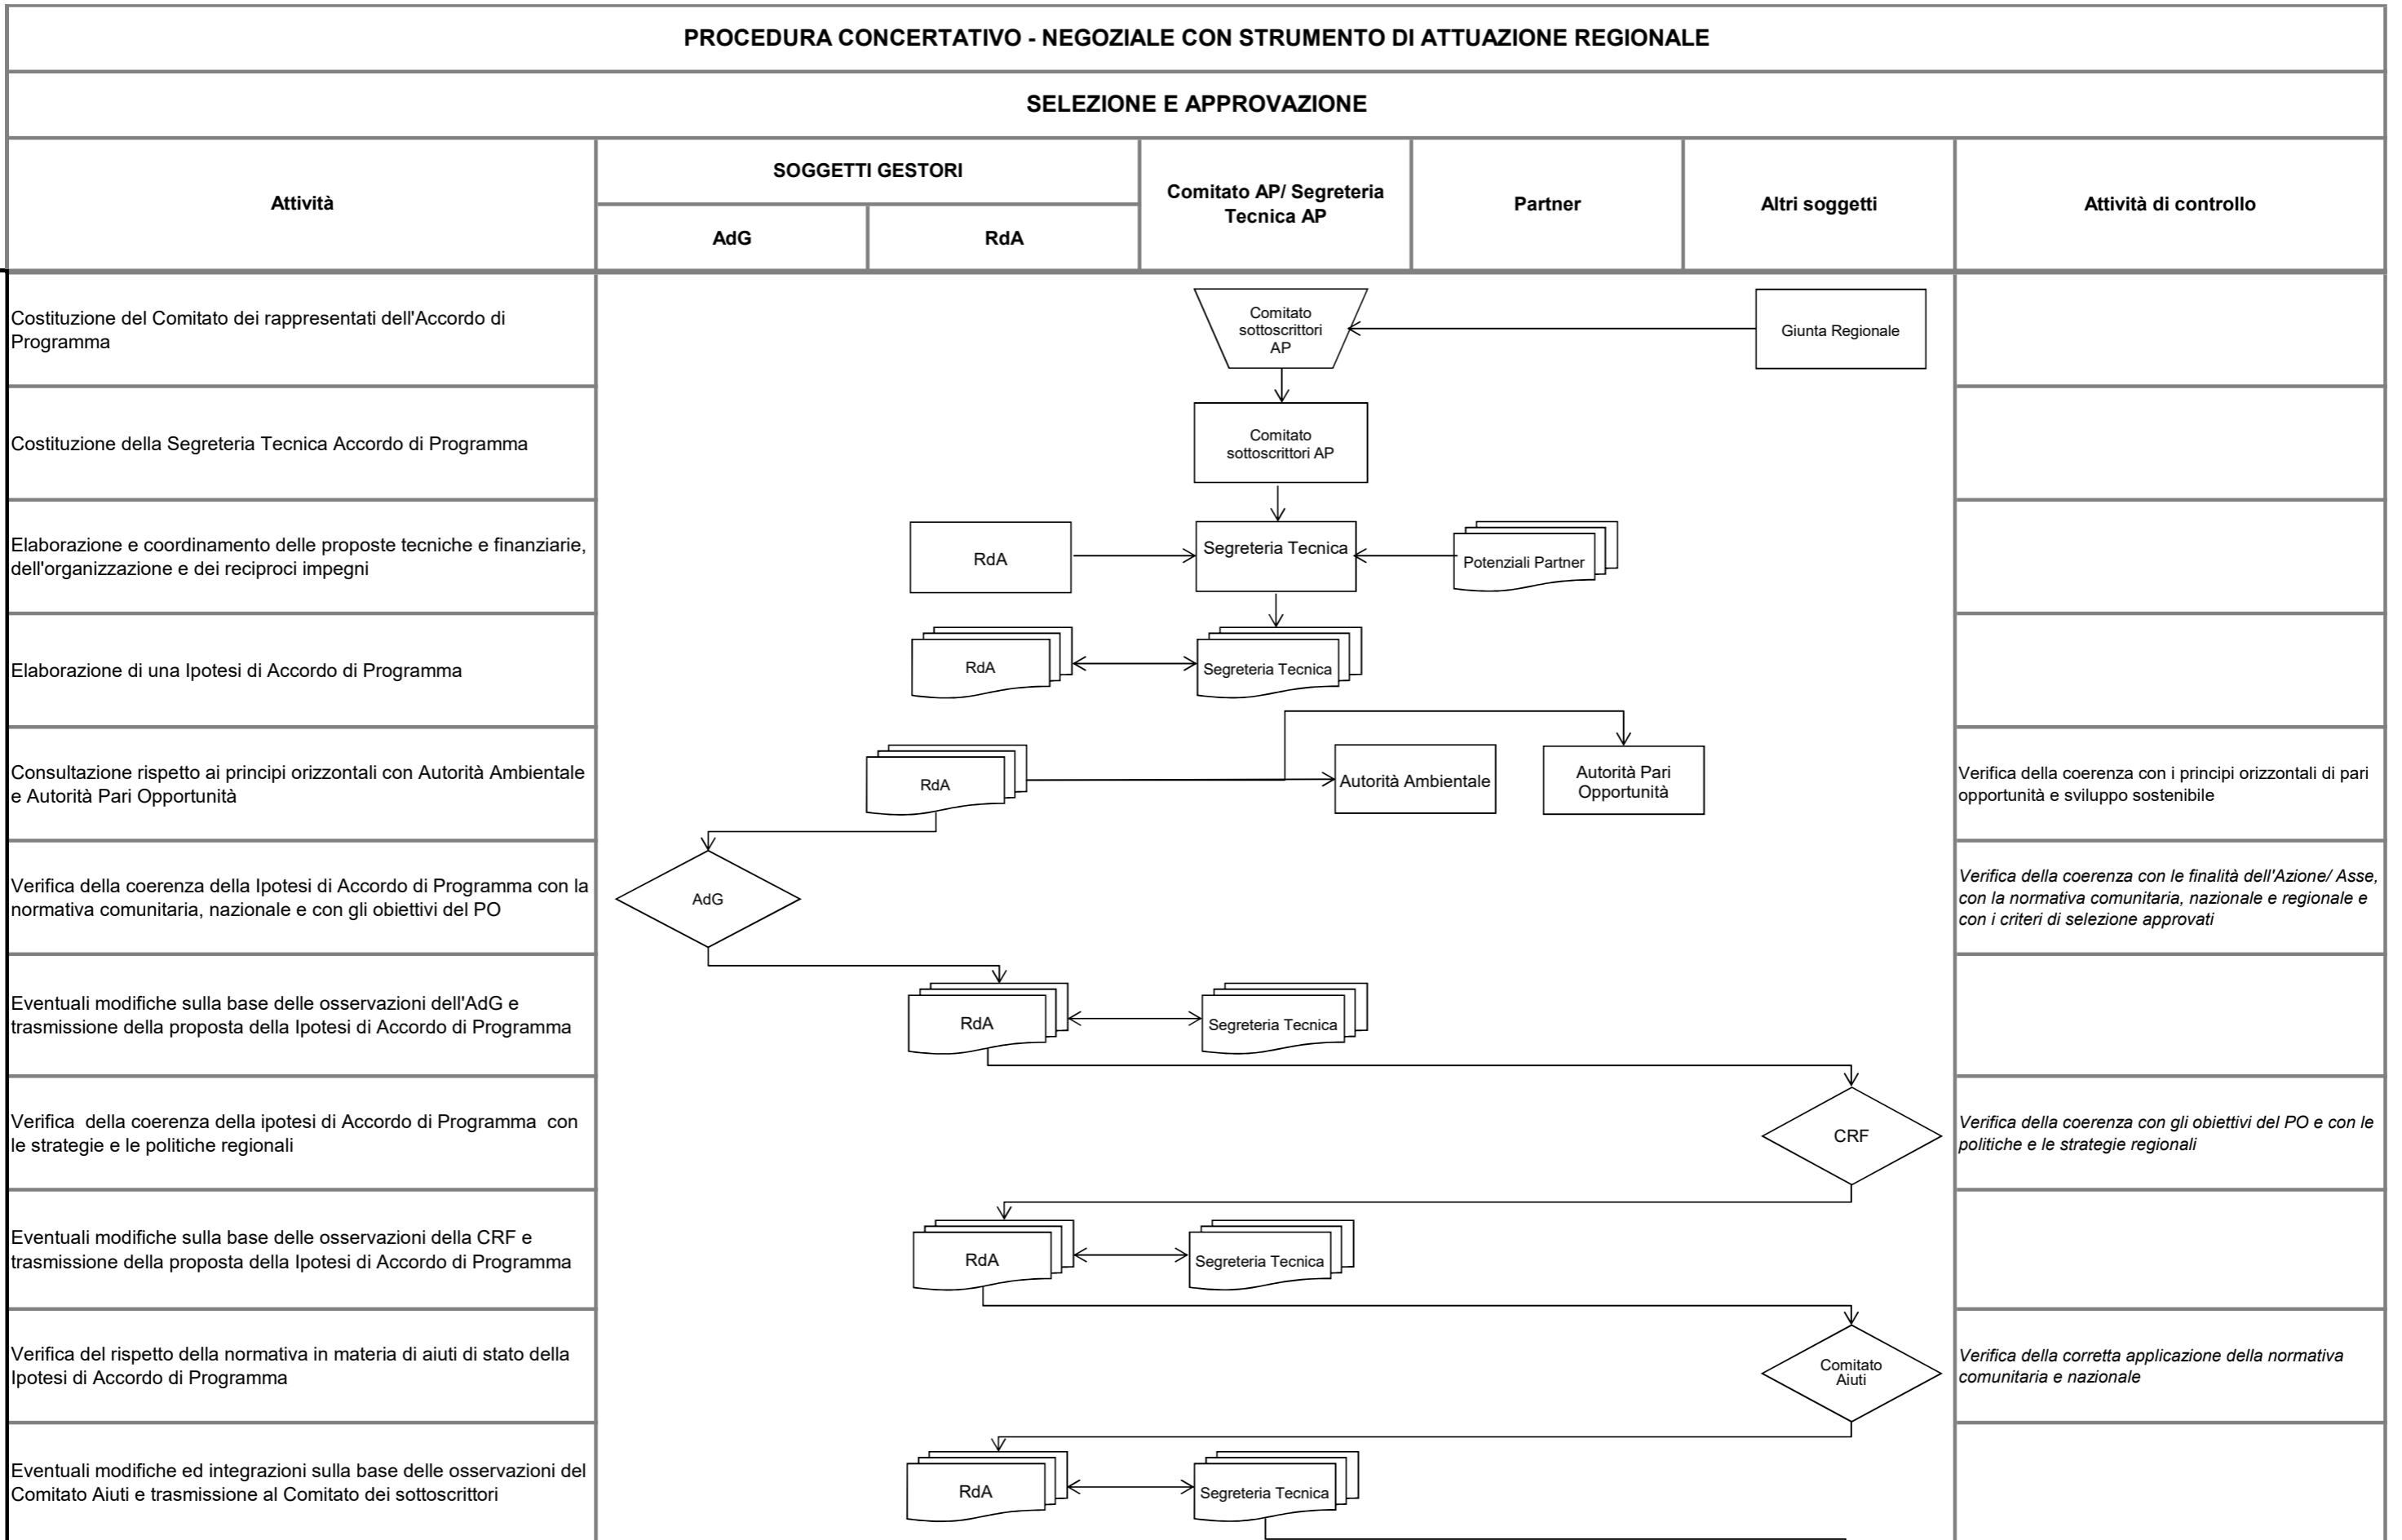 PROCEDURA CONCERTATIVO - NEGOZIALE CON STRUMENTO DI ATTUAZIONE REGIONALE
SELEZIONE E APPROVAZIONE
Attività
SOGGETTI GESTORI
AdG
RdA
Comitato AP/ Segreteria
Tecnica AP
Partner
Altri soggetti
Attività di controllo
Costituzione del Comitato dei rappresentati dell'Accordo di
Programma
Comitato
sottoscrittori
AP
Giunta Regionale
Costituzione della Segreteria Tecnica Accordo di Programma
Comitato
sottoscrittori AP
Elaborazione e coordinamento delle proposte tecniche e finanziarie,
dell'organizzazione e dei reciproci impegni
RdA
Segreteria Tecnica
Potenziali Partner
Elaborazione di una Ipotesi di Accordo di Programma
RdA
Segreteria Tecnica
Consultazione rispetto ai principi orizzontali con Autorità Ambientale
e Autorità Pari Opportunità
RdA
Autorità Ambientale
Autorità Pari
Opportunità
Verifica della coerenza con i principi orizzontali di pari
opportunità e sviluppo sostenibile
Verifica della coerenza della Ipotesi di Accordo di Programma con la
normativa comunitaria, nazionale e con gli obiettivi del PO
AdG
Verifica della coerenza con le finalità dell'Azione/ Asse,
con la normativa comunitaria, nazionale e regionale e
con i criteri di selezione approvati
Eventuali modifiche sulla base delle osservazioni dell'AdG e
trasmissione della proposta della Ipotesi di Accordo di Programma
RdA
Segreteria Tecnica
Verifica  della coerenza della ipotesi di Accordo di Programma  con
le strategie e le politiche regionali
CRF
Verifica della coerenza con gli obiettivi del PO e con le
politiche e le strategie regionali
Eventuali modifiche sulla base delle osservazioni della CRF e
trasmissione della proposta della Ipotesi di Accordo di Programma
RdA
Segreteria Tecnica
Verifica del rispetto della normativa in materia di aiuti di stato della
Ipotesi di Accordo di Programma
Comitato
Aiuti
Verifica della corretta applicazione della normativa
comunitaria e nazionale
Eventuali modifiche ed integrazioni sulla base delle osservazioni del
Comitato Aiuti e trasmissione al Comitato dei sottoscrittori
RdA
Segreteria Tecnica